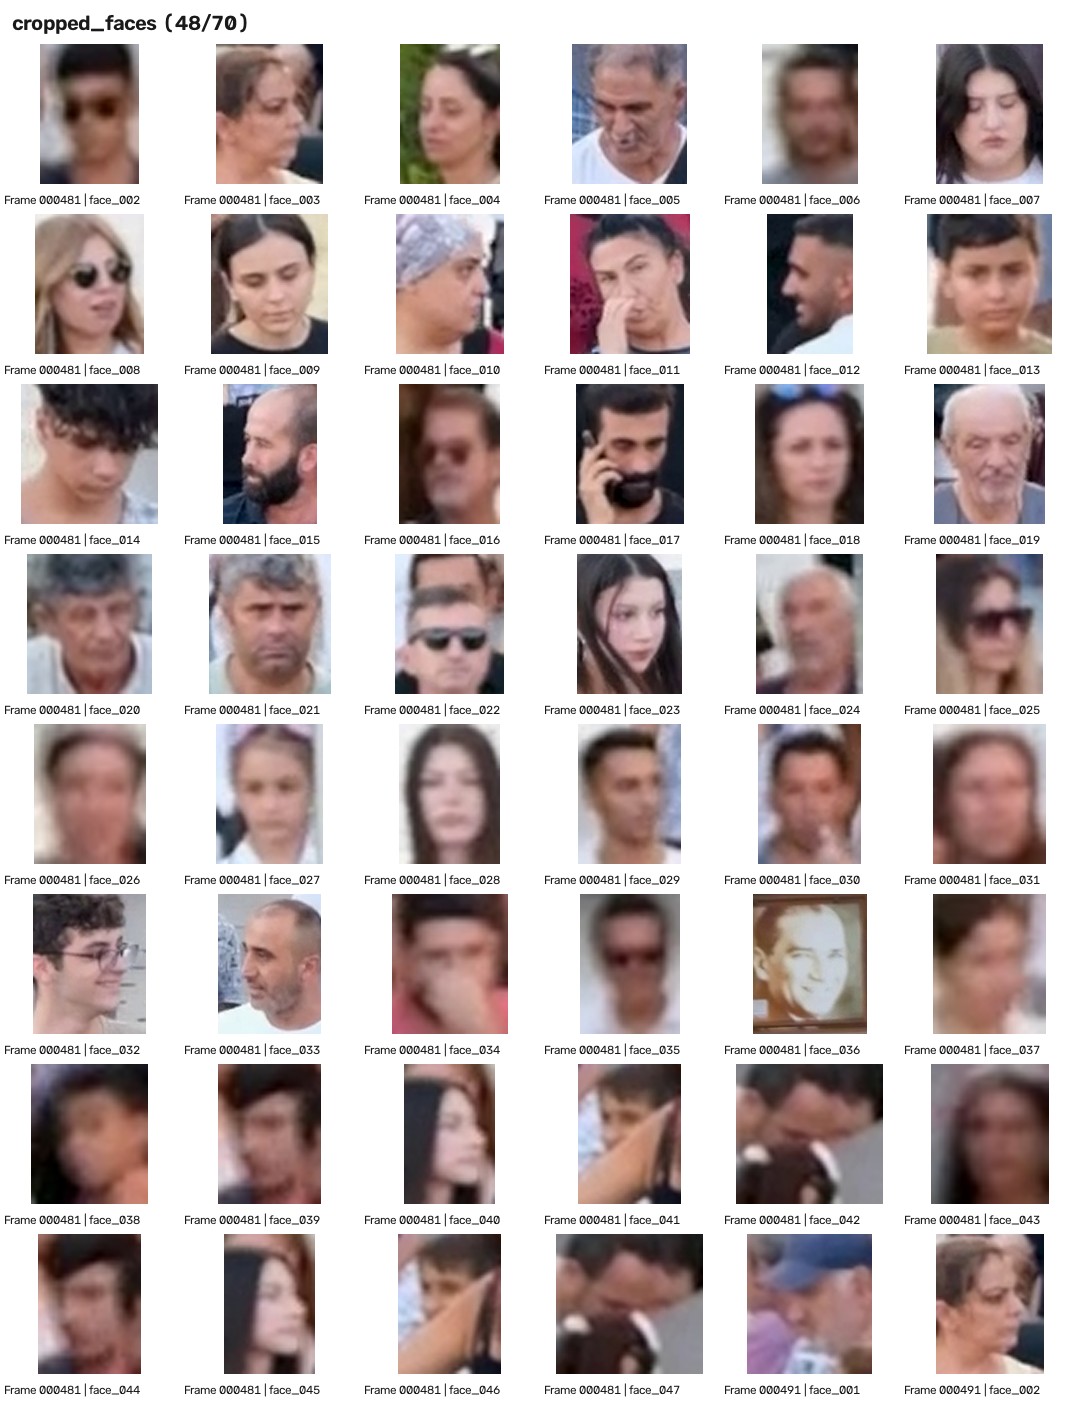 cropped_faces (48/70)
Frame 000481 | face_002
Frame 000481 | face_003
Frame 000481 | face_004
Frame 000481 | face_005
Frame 000481 | face_006
Frame 000481 | face_007
Frame 000481 | face_008
Frame 000481 | face_009
Frame 000481 | face_010
Frame 000481 | face_011
Frame 000481 | face_012
Frame 000481 | face_013
Frame 000481 | face_014
Frame 000481 | face_015
Frame 000481 | face_016
Frame 000481 | face_017
Frame 000481 | face_018
Frame 000481 | face_019
Frame 000481 | face_020
Frame 000481 | face_021
Frame 000481 | face_022
Frame 000481 | face_023
Frame 000481 | face_024
Frame 000481 | face_025
Frame 000481 | face_026
Frame 000481 | face_027
Frame 000481 | face_028
Frame 000481 | face_029
Frame 000481 | face_030
Frame 000481 | face_031
Frame 000481 | face_032
Frame 000481 | face_033
Frame 000481 | face_034
Frame 000481 | face_035
Frame 000481 | face_036
Frame 000481 | face_037
Frame 000481 | face_038
Frame 000481 | face_039
Frame 000481 | face_040
Frame 000481 | face_041
Frame 000481 | face_042
Frame 000481 | face_043
Frame 000481 | face_044
Frame 000481 | face_045
Frame 000481 | face_046
Frame 000481 | face_047
Frame 000491 | face_001
Frame 000491 | face_002